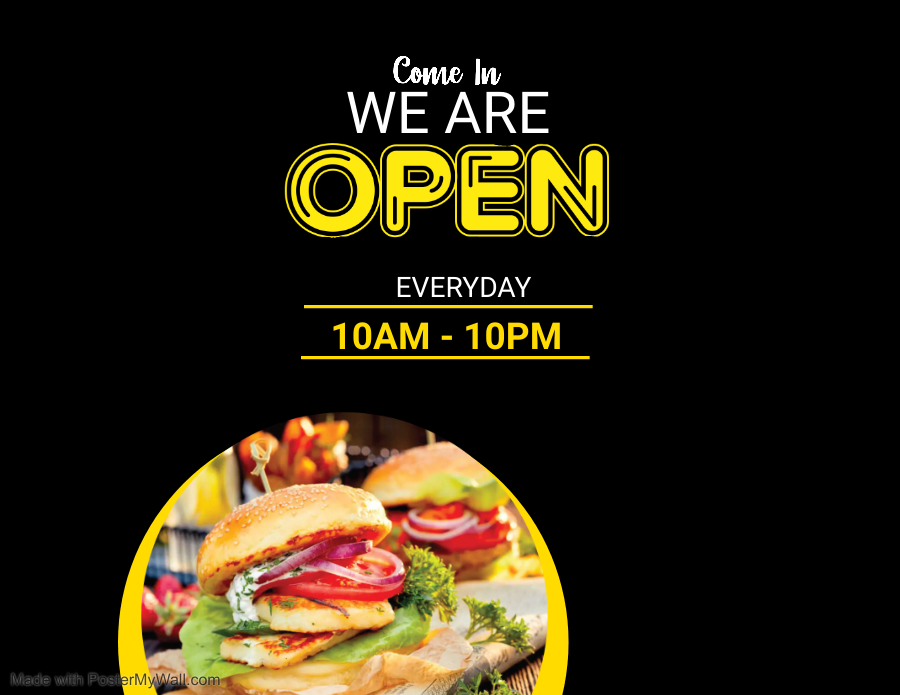 Come In
WE ARE
OPEN
EVERYDAY
10AM - 10PM
Made with PosterMyWall.com